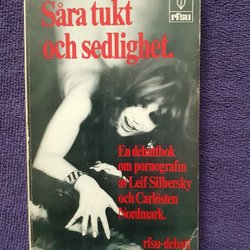 Såra tukt
och sedlighet.
rfsu
En debattbok
om pornografin
av Leif Silbersky
och Carlösten
Nordmark.
rfsu-debatt